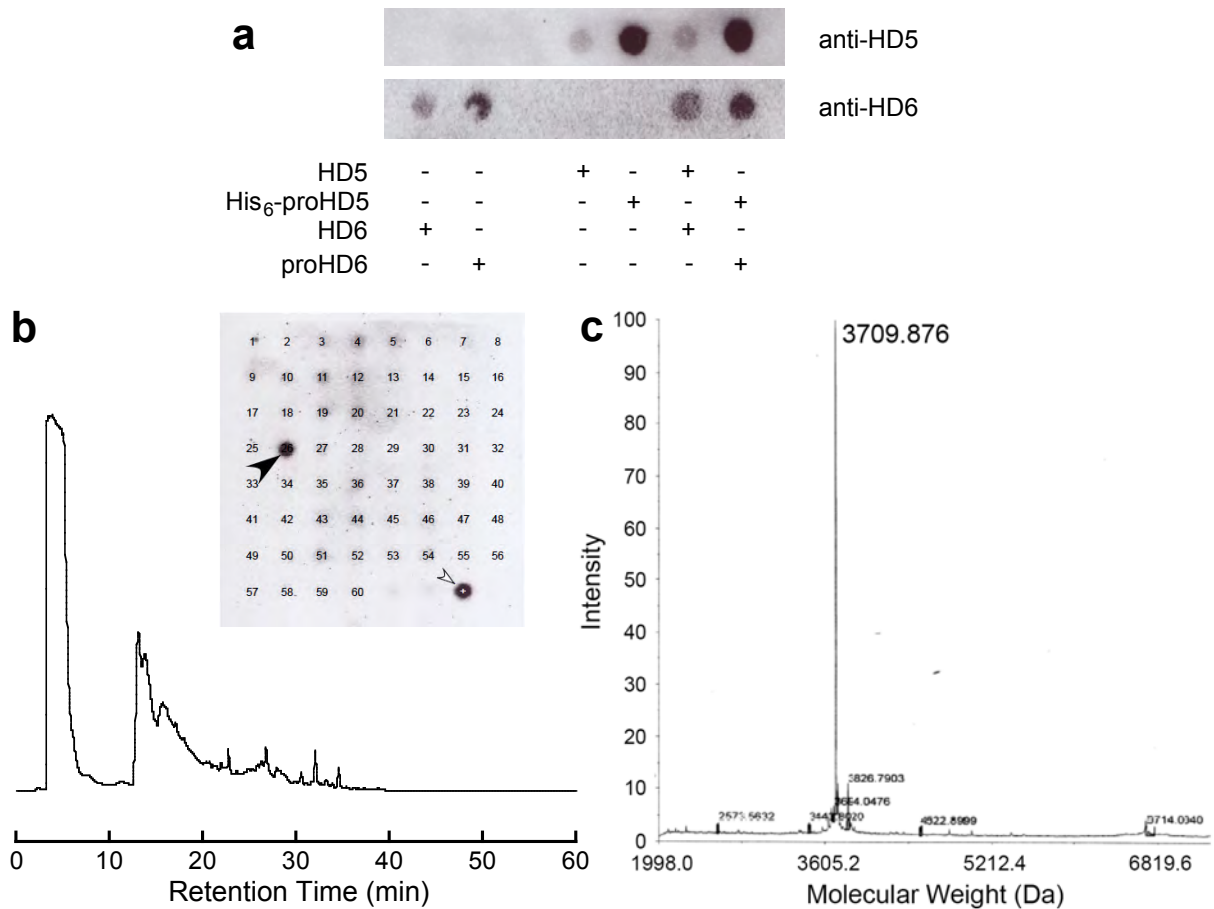 a
anti-HD5
anti-HD6
HD5 - - + - + -
His6-proHD5 - - - + - +
HD6 + - - - + -
proHD6 - + - - - +
b
1 2 3 4 5 6 7 8
9 10 11 12 13 14 15 16
17 18 19 20 21 22 23 24
25 26 27 28 29 30 31 32
33 34 35 36 37 38 39 40
41 42 43 44 45 46 47 48
49 50 51 52 53 54 55 56
57 58 59 60 +
0 10 20 30 40 50 60
Retention Time (min)
c
100
90
80
70
60
50
40
30
20
10
0
Intensity
3709.876
3826.7903
3694.0476
2573.5632
4522.8999
1998.0 3605.2 5212.4 6819.6
Molecular Weight (Da)